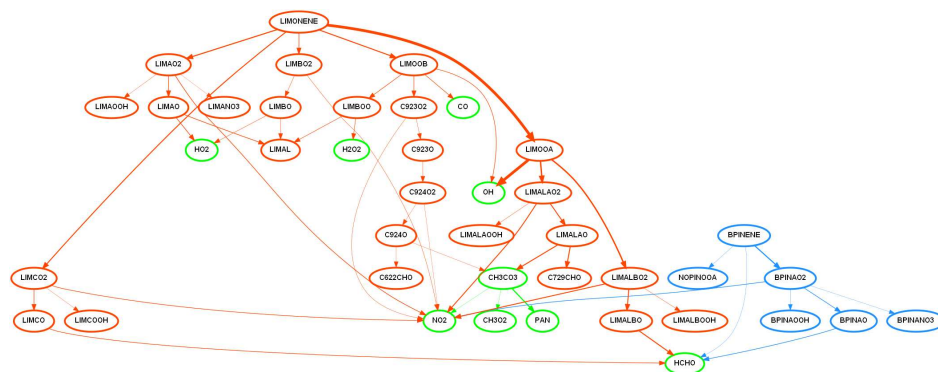 LIMONENE
LIMAO2
LIMBO2
LIMOOB
LIMAOOH
LIMAO
LIMANO3
LIMBO
LIMBOO
C923O2
CO
HO2
LIMAL
H2O2
C923O
LIMOOA
C924O2
OH
LIMALAO2
C924O
LIMALAOOH
LIMALAO
BPINENE
LIMCO2
C622CHO
CH3CO3
C729CHO
LIMALBO2
NOPINOOA
BPINAO2
LIMCO
LIMCOOH
NO2
CH3O2
PAN
LIMALBO
LIMALBOOH
BPINAOOH
BPINAO
BPINANO3
HCHO